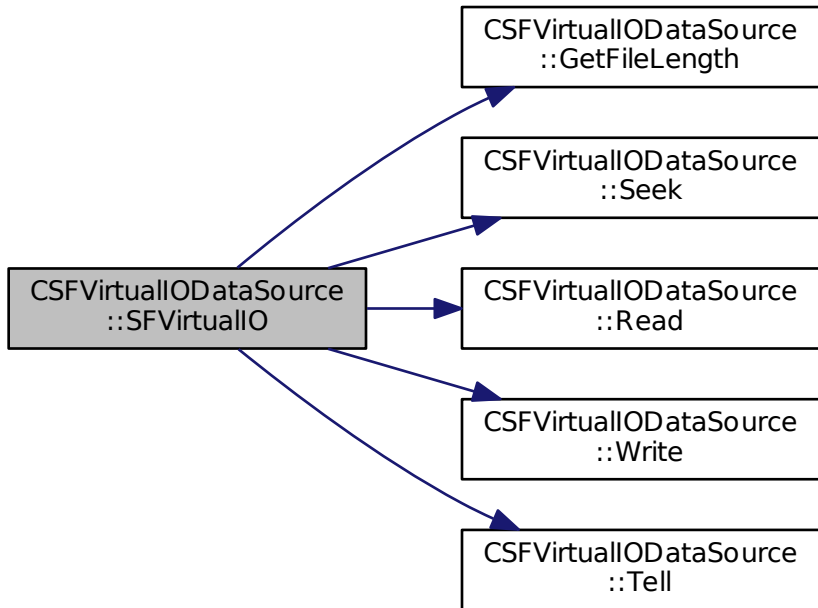 CSFVirtualIODataSource
::GetFileLength
CSFVirtualIODataSource
::Seek
CSFVirtualIODataSource
::SFVirtualIO
CSFVirtualIODataSource
::Read
CSFVirtualIODataSource
::Write
CSFVirtualIODataSource
::Tell